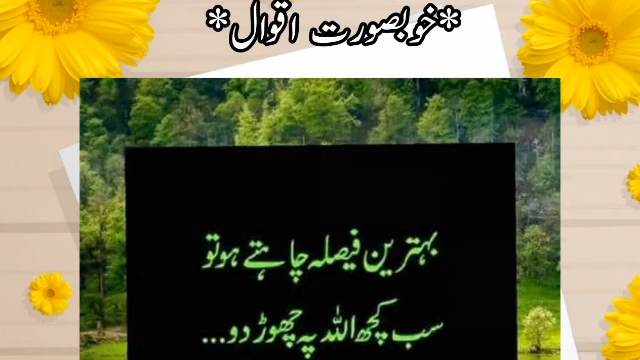 *خوبصورت اقوال*
بہترین فیصلہ چاہتے ہو تو
سب کچھ اللہ پہ چھوڑ دو...